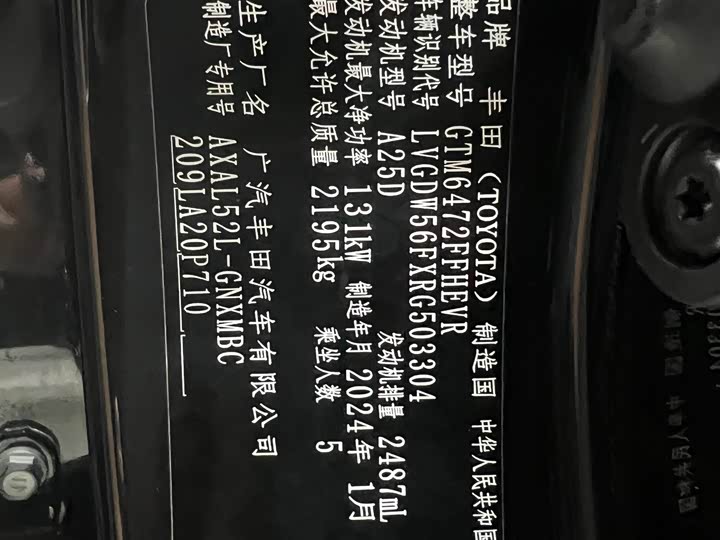 品牌 丰田(TOYOTA) 制造国 中华人民共和国
整车型号 GTM6472FFHEVR
车辆识别代号 LVGDW56FXRG503304
发动机型号 A25D 发动机排量 2487mL
发动机最大净功率 131kW 制造年月 2024年 1月
最大允许总质量 2195kg 乘坐人数 5
生产厂名 广汽丰田汽车有限公司
制造厂专用号 AXAL52L-GNXMBC
209LA20P710